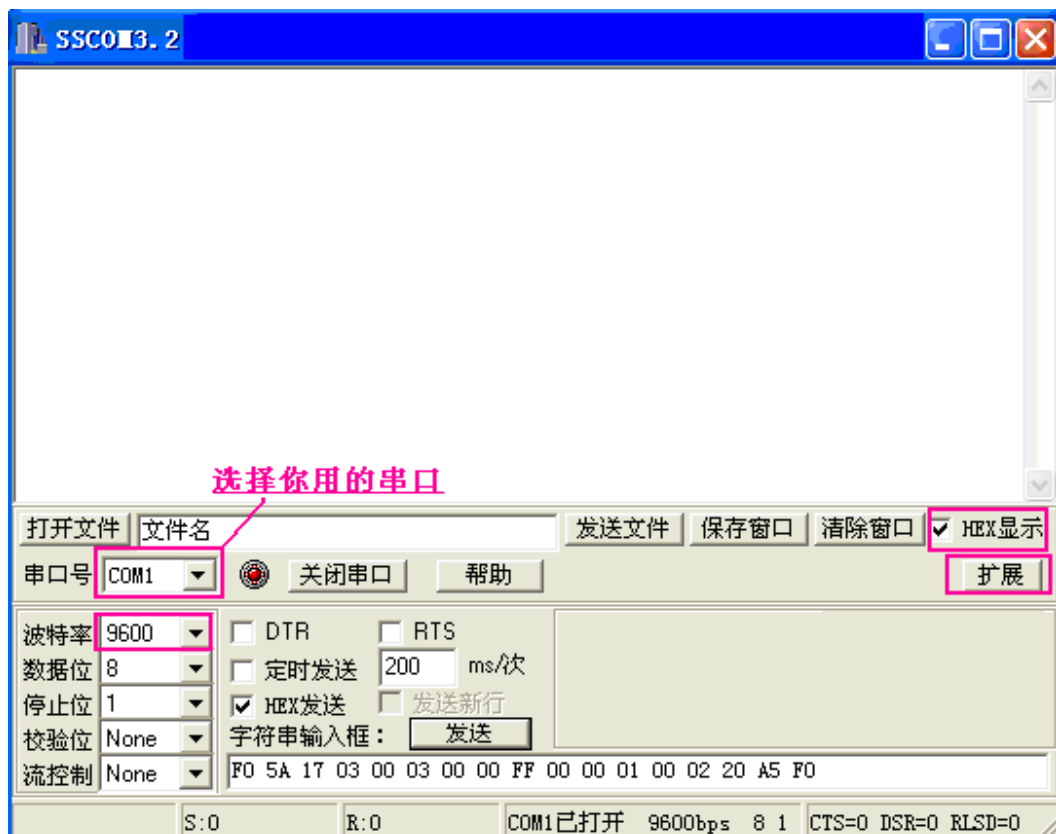 SSCOM3.2
选择你用的串口
打开文件 文件名 发送文件 保存窗口 清除窗口 HEX显示
串口号 COM1 关闭串口 帮助 扩展
波特率 9600 DTR RTS
数据位 8 定时发送 200 ms/次
停止位 1 HEX发送 发送新行
校验位 None 字符串输入框: 发送
流控制 None F0 5A 17 03 00 03 00 00 FF 00 00 01 00 02 20 A5 F0
S:0 R:0 COM1已打开 9600bps 8 1 CTS=0 DSR=0 RLSD=0